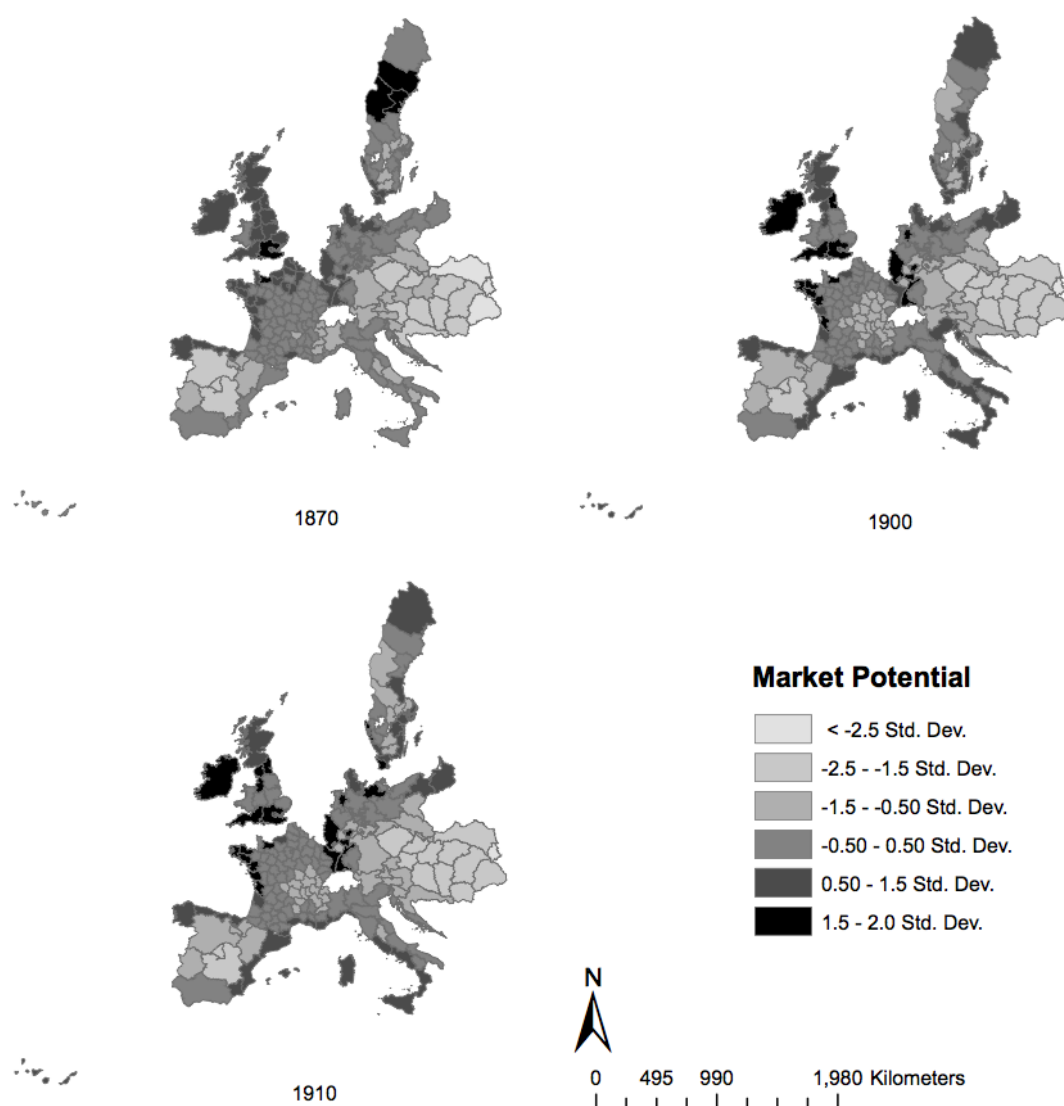 1870
1900
1910
Market Potential
< -2.5 Std. Dev.
-2.5 - -1.5 Std. Dev.
-1.5 - -0.50 Std. Dev.
-0.50 - 0.50 Std. Dev.
0.50 - 1.5 Std. Dev.
1.5 - 2.0 Std. Dev.
N
0 495 990 1,980 Kilometers